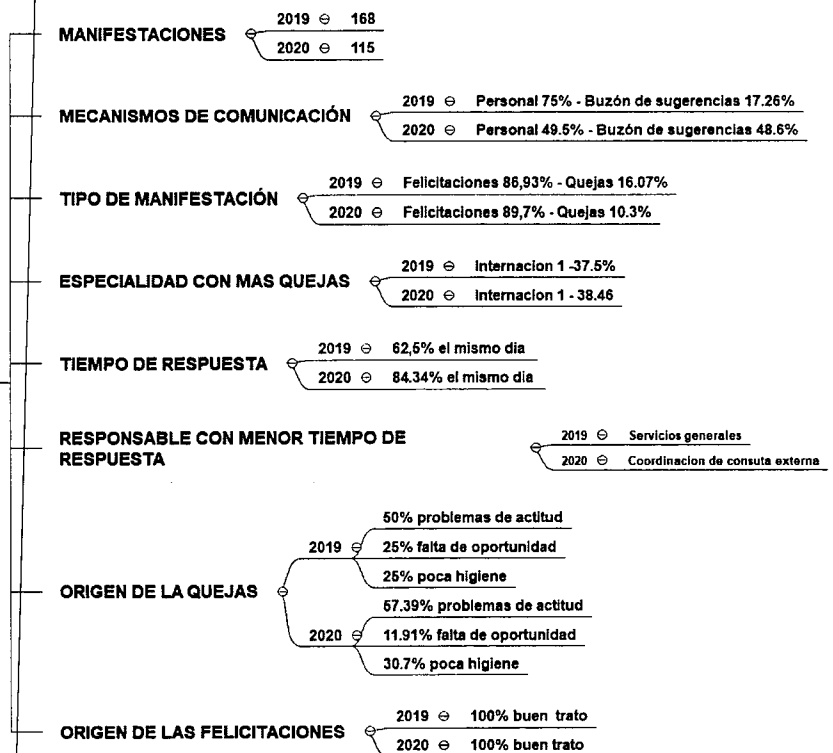 MANIFESTACIONES
2019 168
2020 115
MECANISMOS DE COMUNICACIÓN
2019 Personal 75% - Buzón de sugerencias 17.26%
2020 Personal 49.5% - Buzón de sugerencias 48.6%
TIPO DE MANIFESTACIÓN
2019 Felicitaciones 86,93% - Quejas 16.07%
2020 Felicitaciones 89,7% - Quejas 10.3%
ESPECIALIDAD CON MAS QUEJAS
2019 Internacion 1 -37.5%
2020 Internacion 1 - 38.46
TIEMPO DE RESPUESTA
2019 62,5% el mismo dia
2020 84.34% el mismo dia
RESPONSABLE CON MENOR TIEMPO DE
RESPUESTA
2019 Servicios generales
2020 Coordinacion de consuta externa
ORIGEN DE LA QUEJAS
2019
50% problemas de actitud
25% falta de oportunidad
25% poca higiene
2020
57.39% problemas de actitud
11.91% falta de oportunidad
30.7% poca higiene
ORIGEN DE LAS FELICITACIONES
2019 100% buen trato
2020 100% buen trato